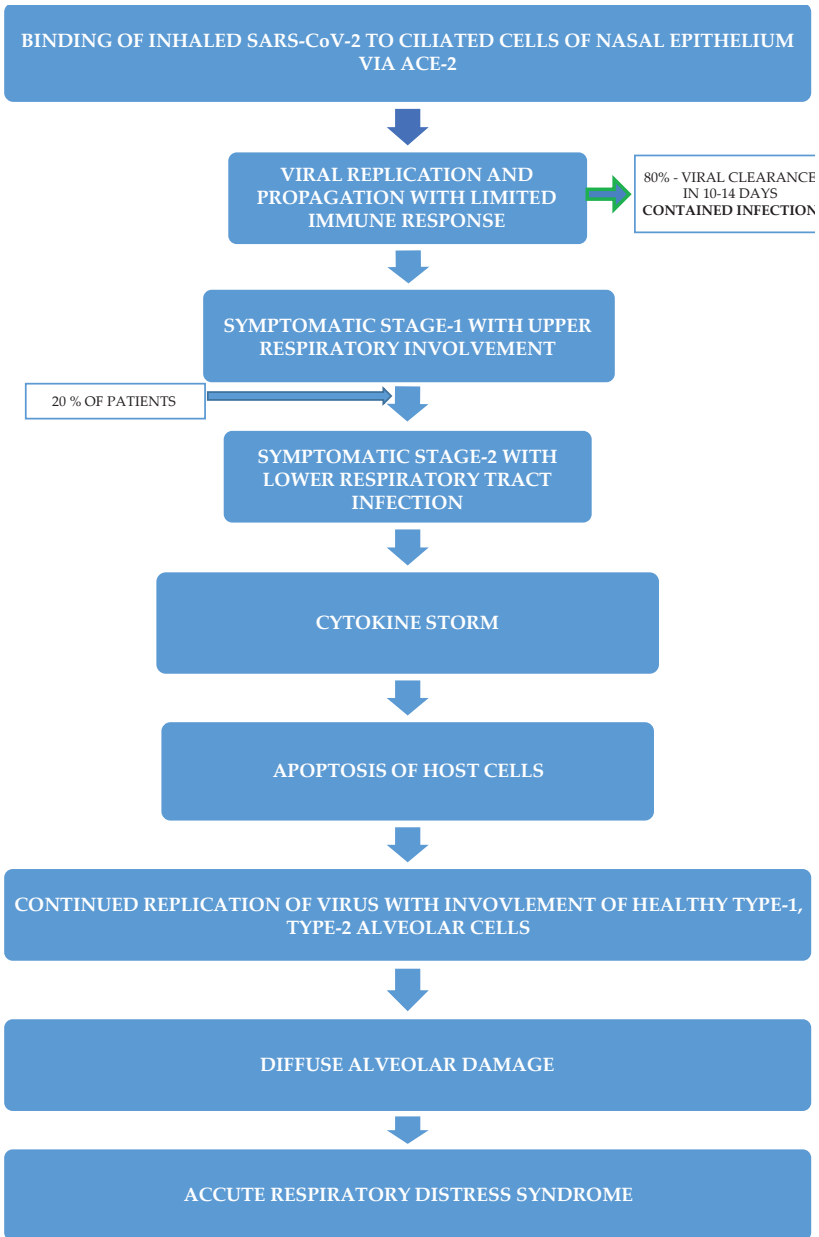 BINDING OF INHALED SARS-CoV-2 TO CILIATED CELLS OF NASAL EPITHELIUM
VIA ACE-2
VIRAL REPLICATION AND
PROPAGATION WITH LIMITED
IMMUNE RESPONSE
80% - VIRAL CLEARANCE
IN 10-14 DAYS
CONTAINED INFECTION
SYMPTOMATIC STAGE-1 WITH UPPER
RESPIRATORY INVOLVEMENT
20 % OF PATIENTS
SYMPTOMATIC STAGE-2 WITH
LOWER RESPIRATORY TRACT
INFECTION
CYTOKINE STORM
APOPTOSIS OF HOST CELLS
CONTINUED REPLICATION OF VIRUS WITH INVOVLEMENT OF HEALTHY TYPE-1,
TYPE-2 ALVEOLAR CELLS
DIFFUSE ALVEOLAR DAMAGE
ACCUTE RESPIRATORY DISTRESS SYNDROME